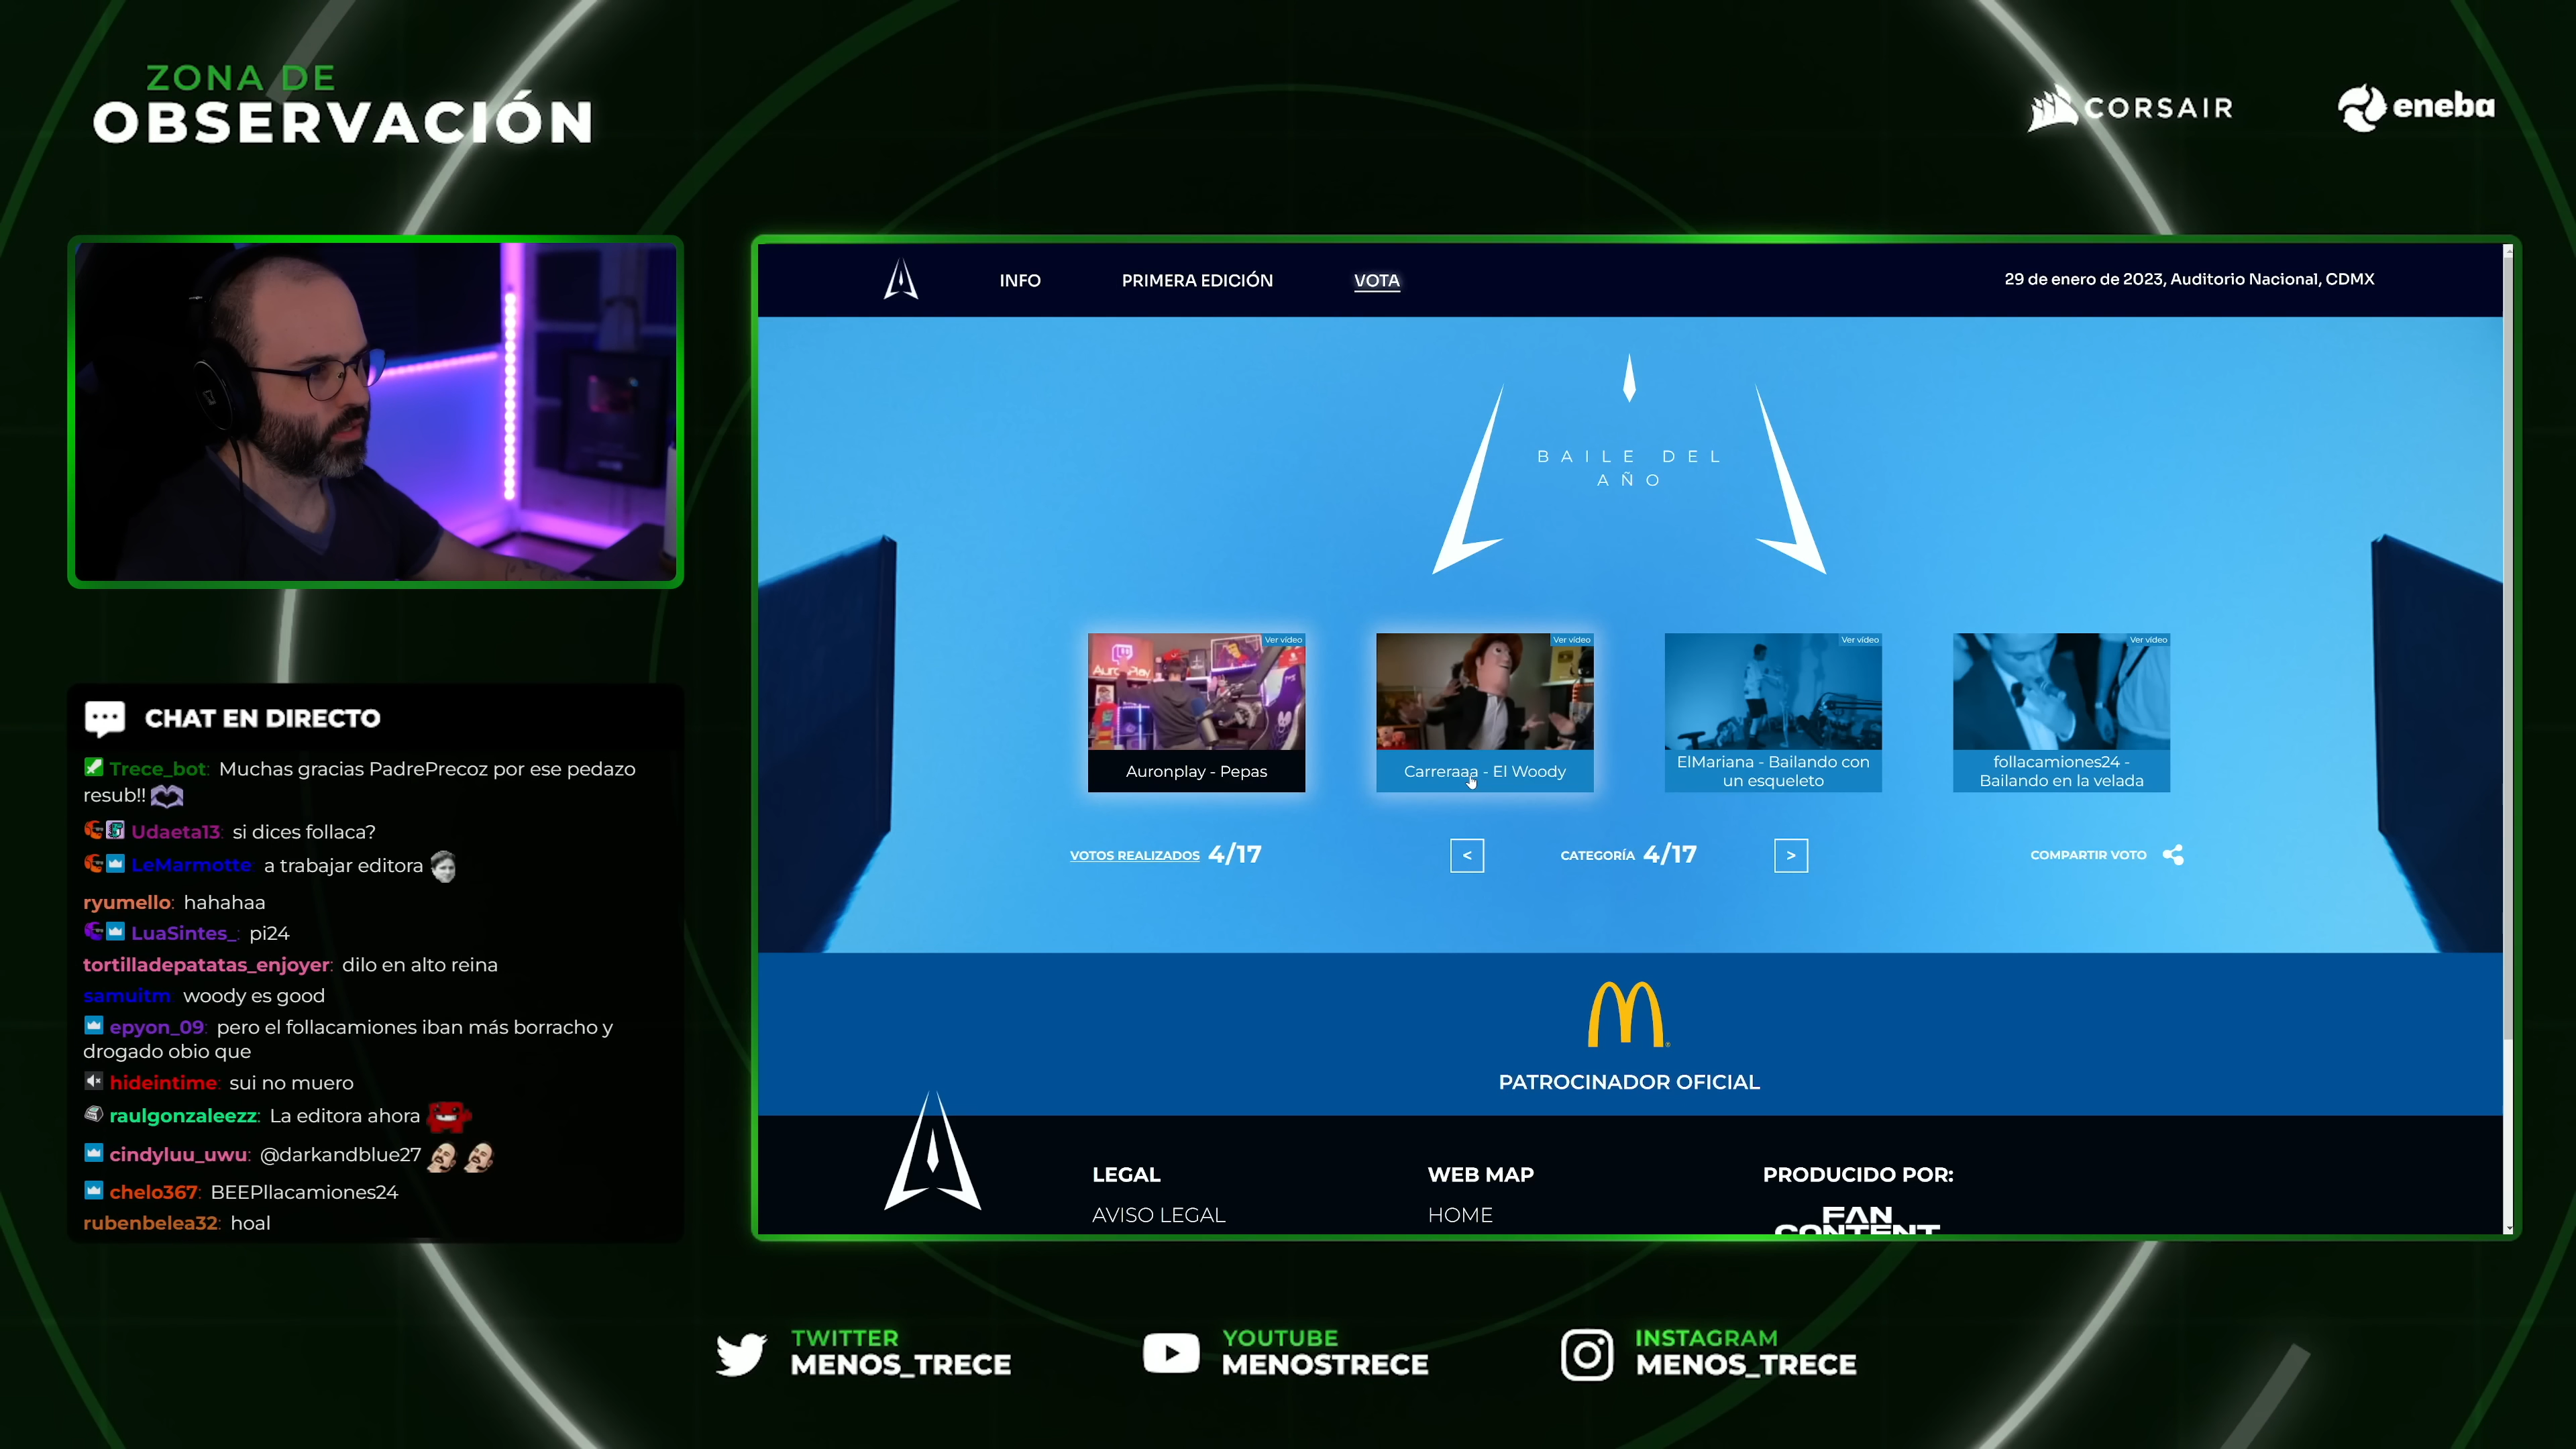 ZONA DE
OBSERVACIÓN
CORSAIR
eneba
INFO
PRIMERA EDICIÓN
VOTA
29 de enero de 2023, Auditorio Nacional, CDMX
BAILE DEL
AÑO
Ver vídeo
Ver vídeo
Ver vídeo
Ver vídeo
Auronplay - Pepas
Carreraaa - El Woody
ElMariana - Bailando con
un esqueleto
follacamiones24 -
Bailando en la velada
VOTOS REALIZADOS 4/17
<
CATEGORÍA 4/17
>
COMPARTIR VOTO
PATROCINADOR OFICIAL
LEGAL
AVISO LEGAL
WEB MAP
HOME
PRODUCIDO POR:
FAN
CONTENT
CHAT EN DIRECTO
Trece_bot: Muchas gracias PadrePrecoz por ese pedazo
resub!!
Udaeta13: si dices follaca?
LeMarmotte: a trabajar editora
ryumello: hahahaa
LuaSintes_: pi24
tortilladepatatas_enjoyer: dilo en alto reina
samuitm: woody es good
epyon_09: pero el follacamiones iban más borracho y
drogado obio que
hideintime: sui no muero
raulgonzaleezz: La editora ahora
cindyluu_uwu: @darkandblue27
chelo367: BEEPllacamiones24
rubenbelea32: hoal
TWITTER
MENOS_TRECE
YOUTUBE
MENOSTRECE
INSTAGRAM
MENOS_TRECE